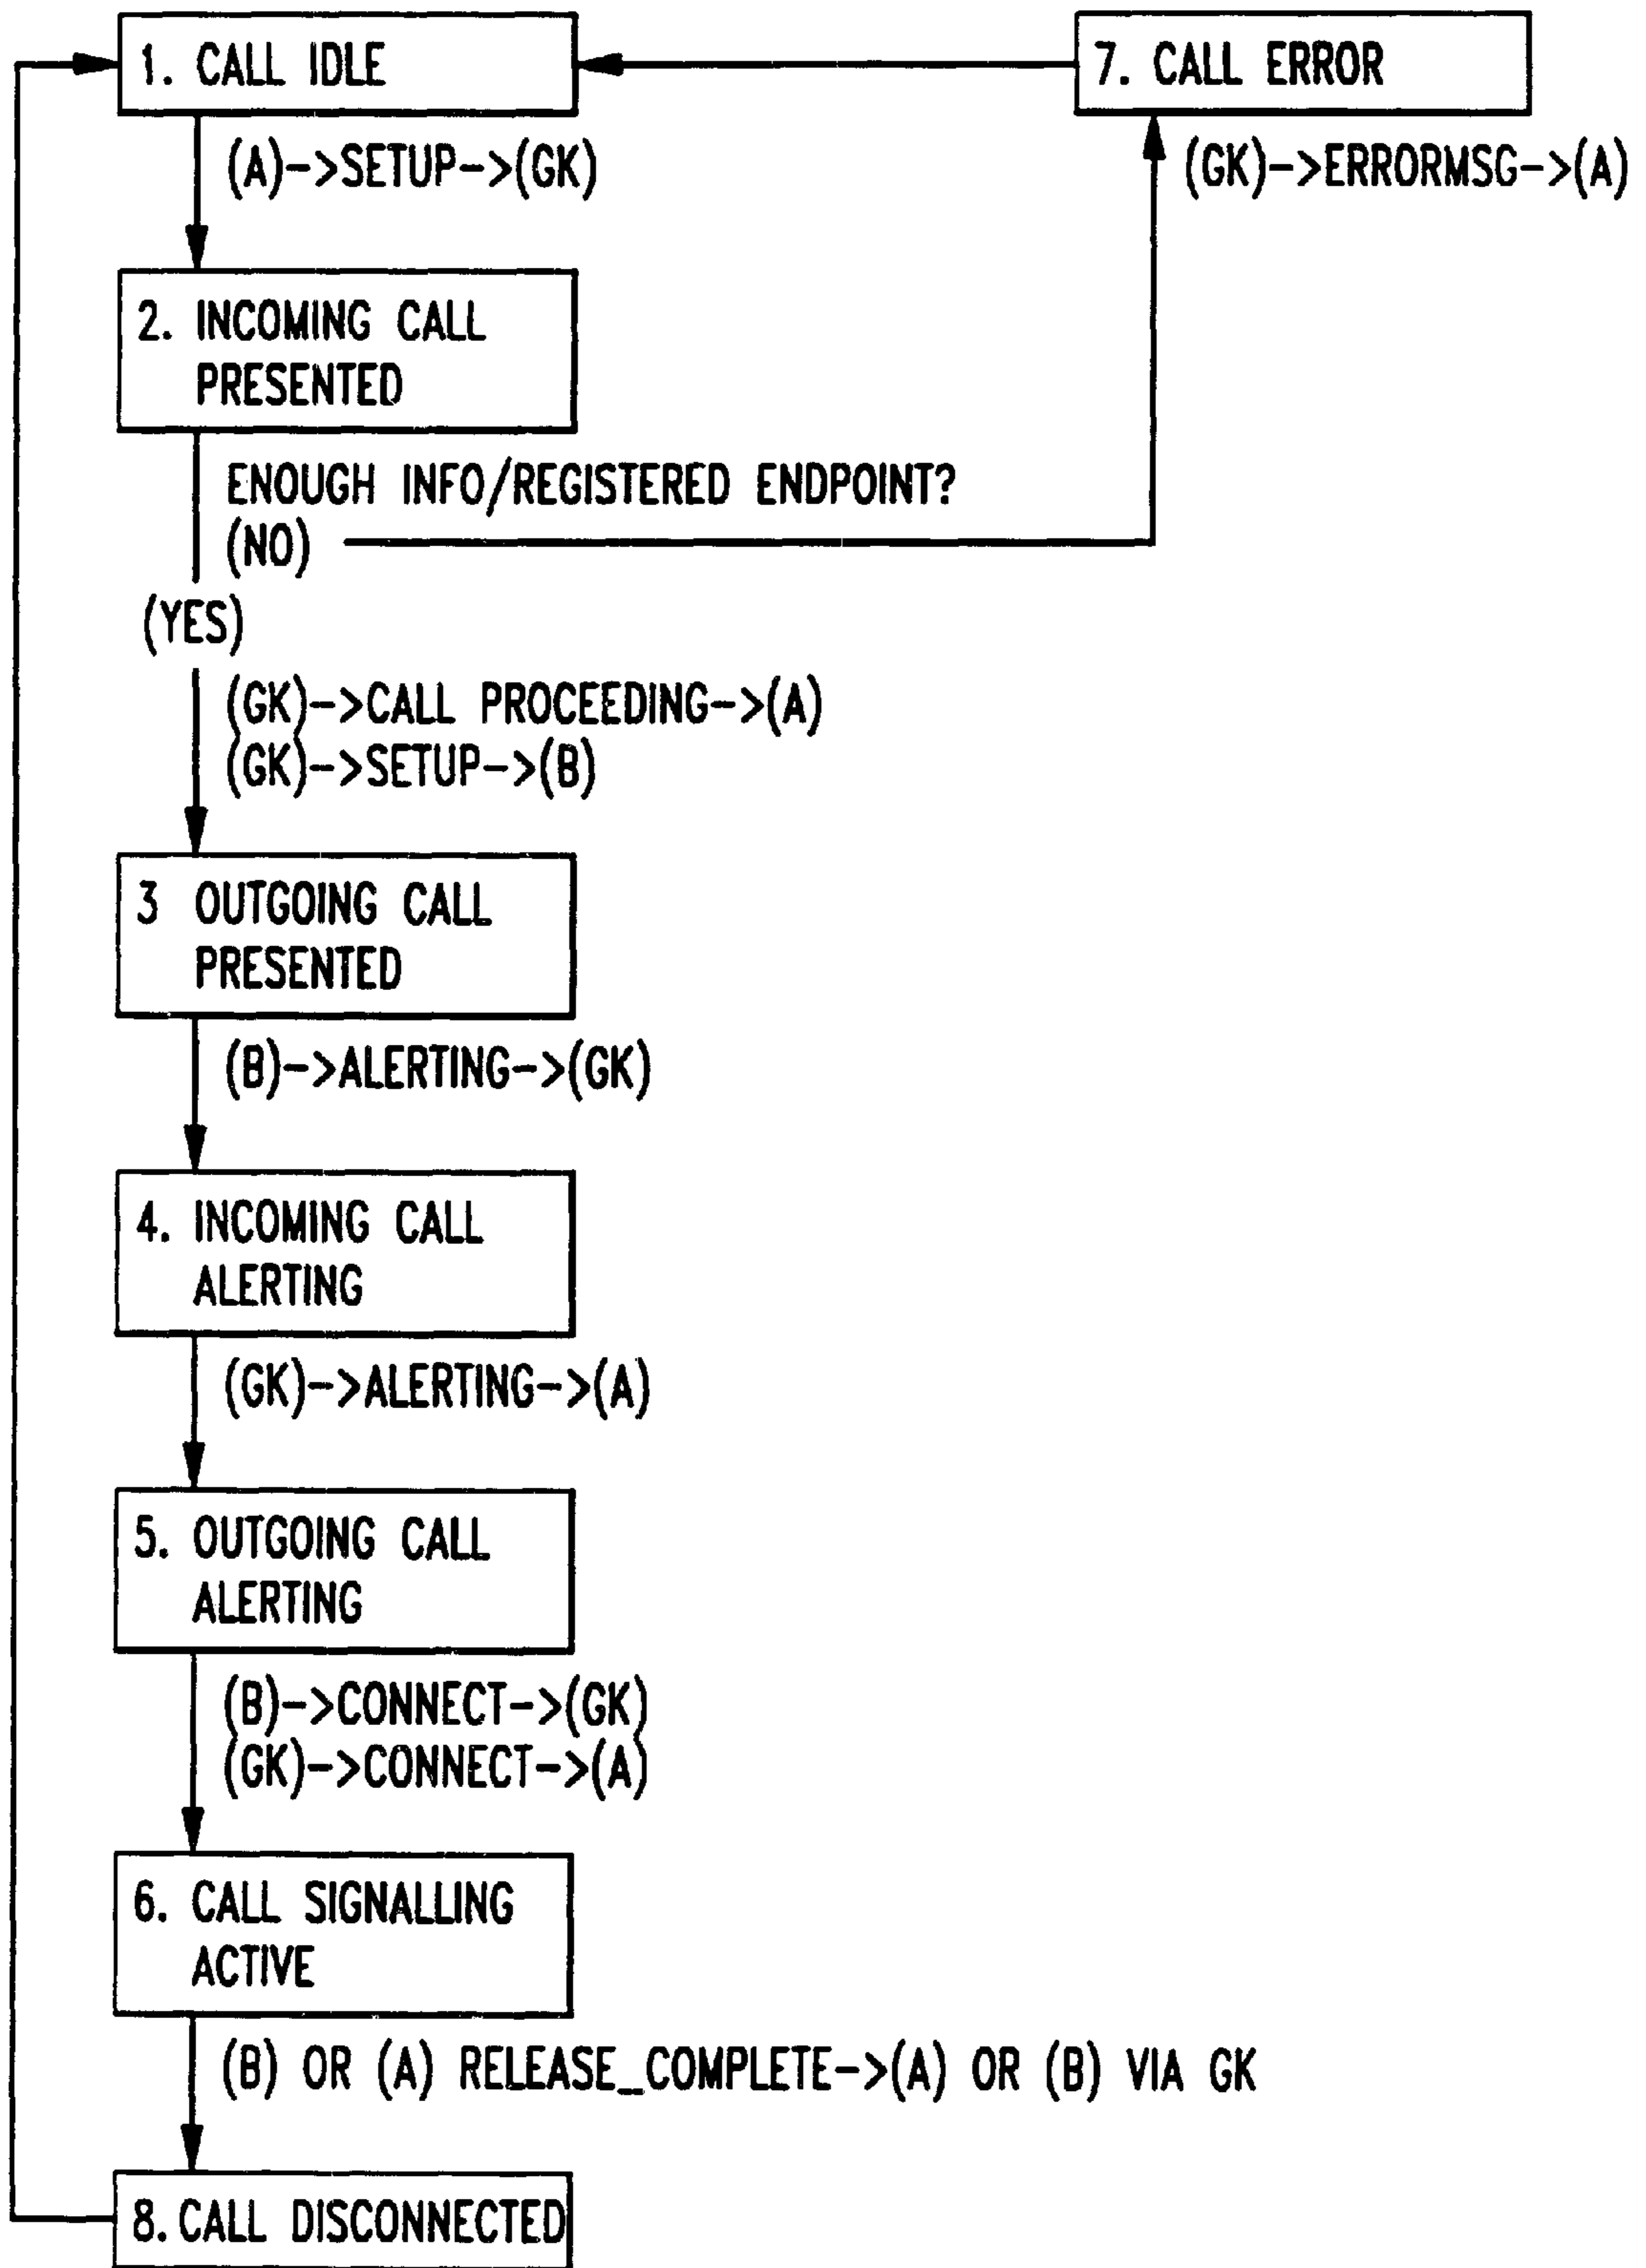 1. CALL IDLE
7. CALL ERROR
(A)->SETUP->(GK)
(GK)->ERRORMSG->(A)
2. INCOMING CALL
PRESENTED
ENOUGH INFO/REGISTERED ENDPOINT?
(NO)
(YES)
(GK)->CALL PROCEEDING->(A)
(GK)->SETUP->(B)
3 OUTGOING CALL
PRESENTED
(B)->ALERTING->(GK)
4. INCOMING CALL
ALERTING
(GK)->ALERTING->(A)
5. OUTGOING CALL
ALERTING
(B)->CONNECT->(GK)
(GK)->CONNECT->(A)
6. CALL SIGNALLING
ACTIVE
(B) OR (A) RELEASE_COMPLETE->(A) OR (B) VIA GK
8. CALL DISCONNECTED